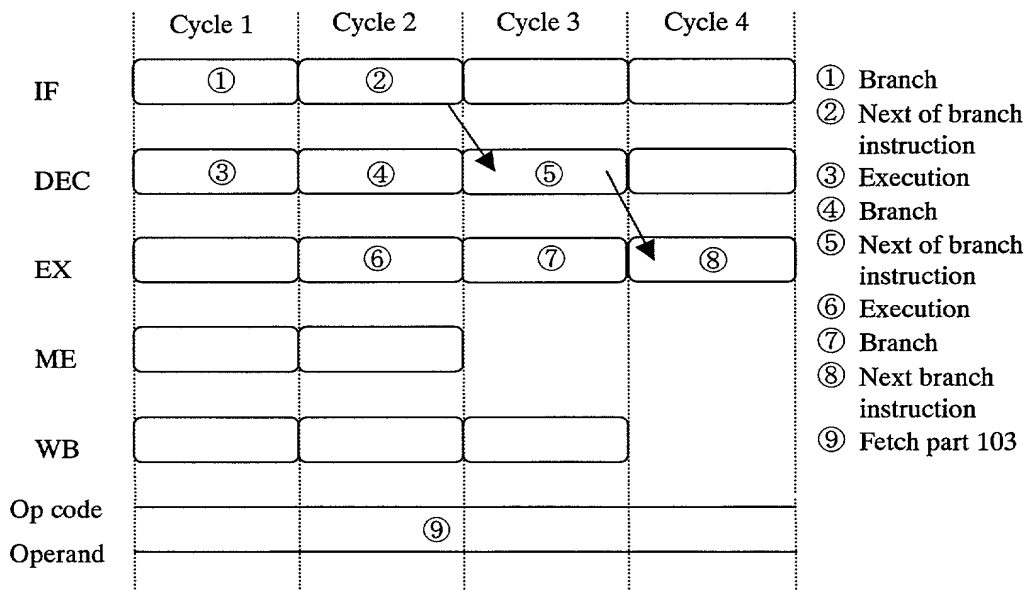 Cycle 1 Cycle 2 Cycle 3 Cycle 4
IF ① ②
DEC ③ ④ ⑤
EX ⑥ ⑦ ⑧
ME
WB
Op code
⑨
Operand
① Branch
② Next of branch
instruction
③ Execution
④ Branch
⑤ Next of branch
instruction
⑥ Execution
⑦ Branch
⑧ Next branch
instruction
⑨ Fetch part 103